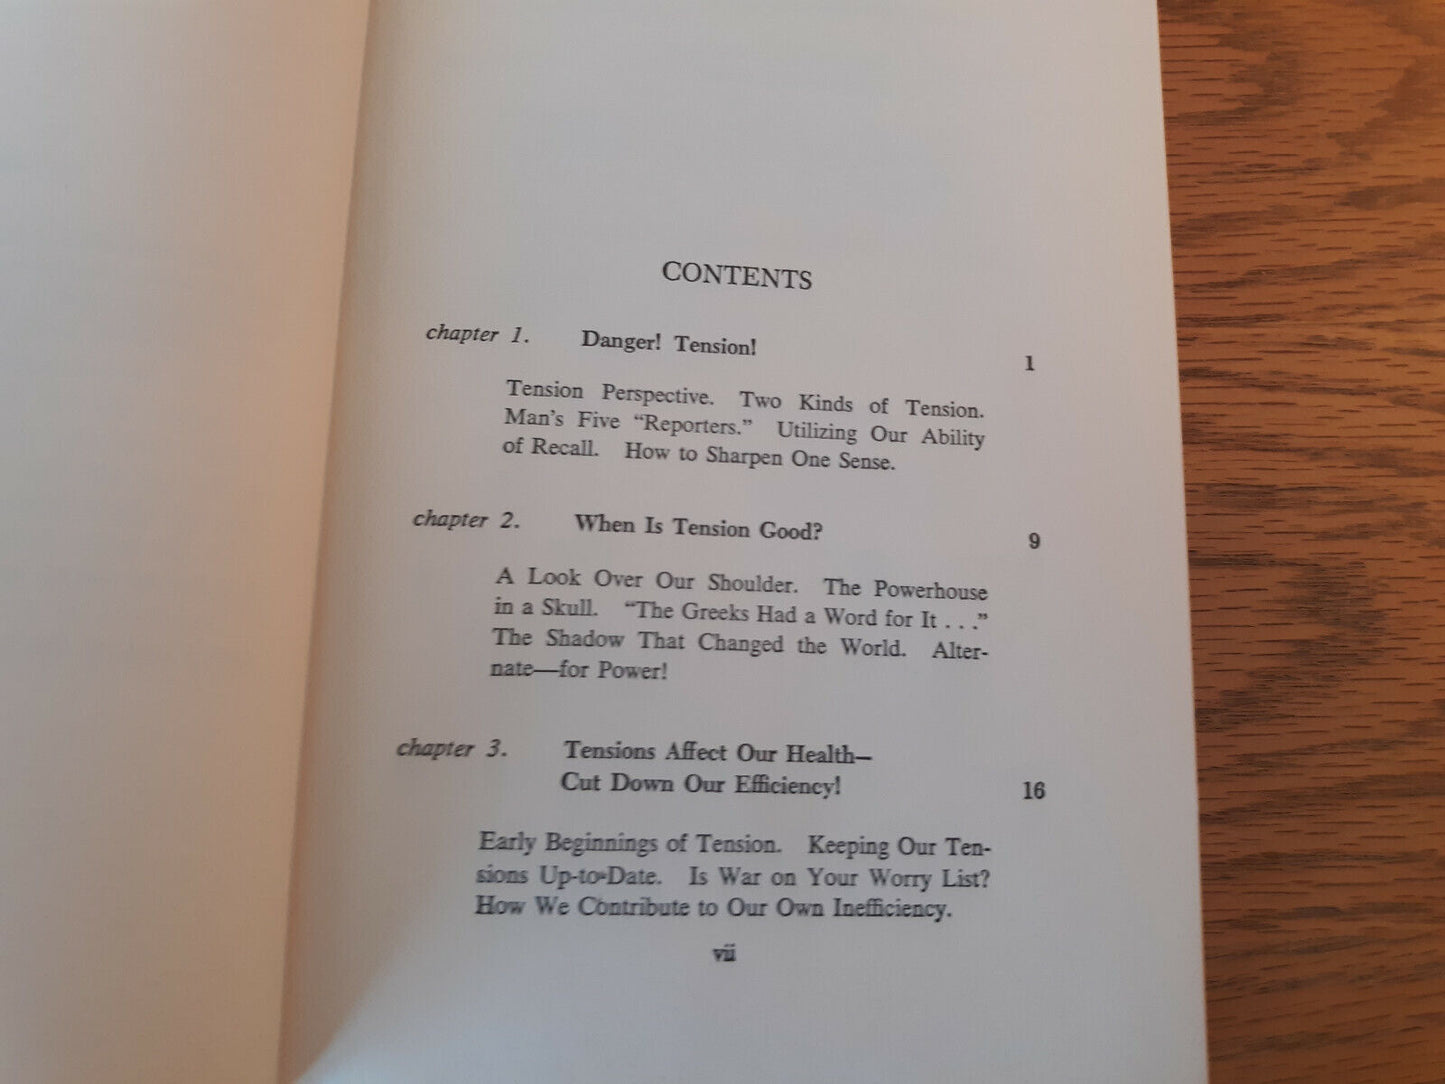 CONTENTS
chapter 1. Danger! Tension! 1
Tension Perspective. Two Kinds of Tension.
Man's Five “Reporters.” Utilizing Our Ability
of Recall. How to Sharpen One Sense.
chapter 2. When Is Tension Good? 9
A Look Over Our Shoulder. The Powerhouse
in a Skull. “The Greeks Had a Word for It . . .”
The Shadow That Changed the World. Alter-
nate—for Power!
chapter 3. Tensions Affect Our Health—
Cut Down Our Efficiency! 16
Early Beginnings of Tension. Keeping Our Ten-
sions Up-to-Date. Is War on Your Worry List?
How We Contribute to Our Own Inefficiency.
vii